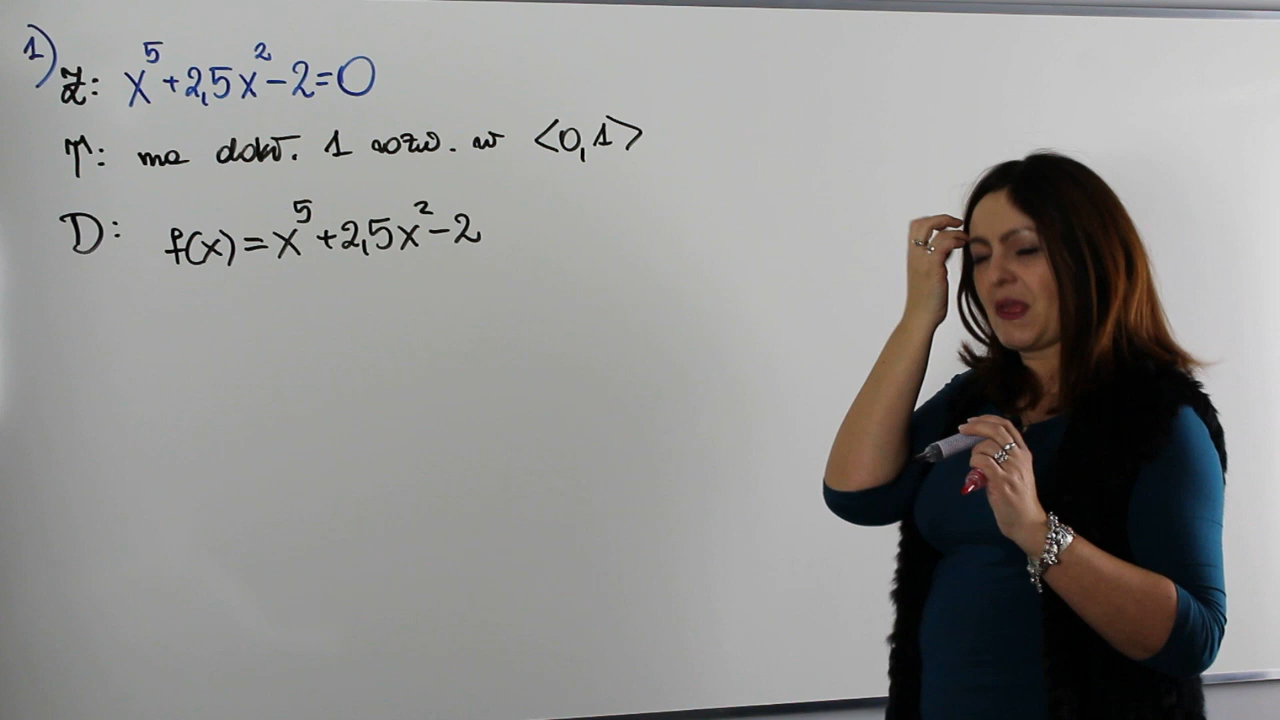 1)
Z: x⁵+2,5x²-2=0
T: ma dokł. 1 rozw. w <0,1>
D: f(x)=x⁵+2,5x²-2